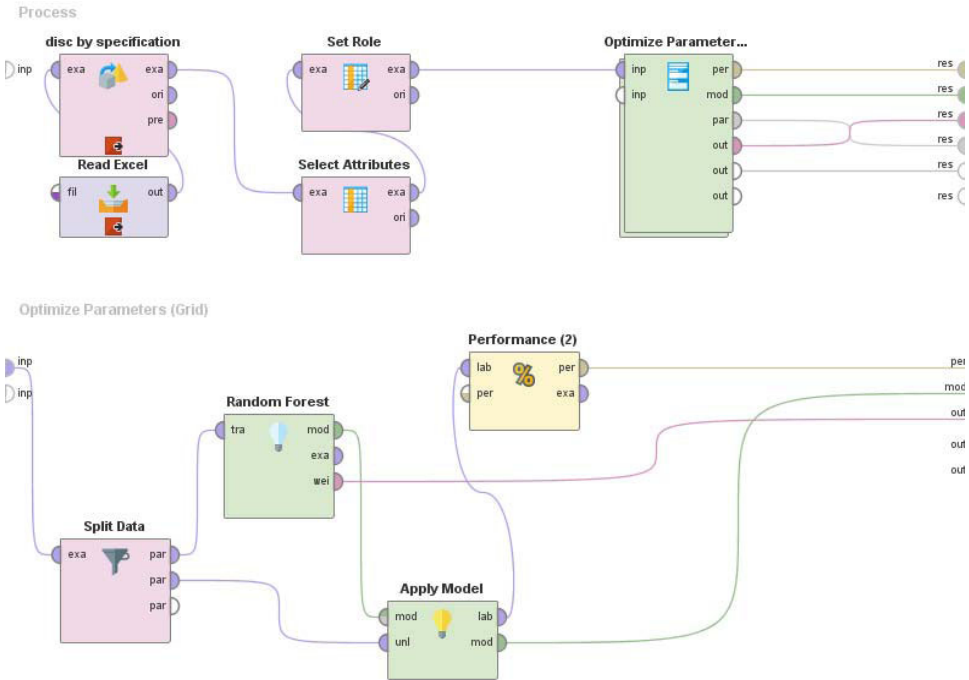 Process
disc by specification
Set Role
Optimize Parameter...
inp
exa
exa
ori
pre
exa
exa
ori
inp
inp
per
mod
par
out
out
out
res
res
res
res
res
res
Read Excel
fil
out
Select Attributes
exa
exa
ori
Optimize Parameters (Grid)
inp
inp
Performance (2)
lab
per
%
per
exa
per
mod
out
out
out
Random Forest
tra
mod
exa
wei
Split Data
exa
par
par
par
Apply Model
mod
unl
lab
mod